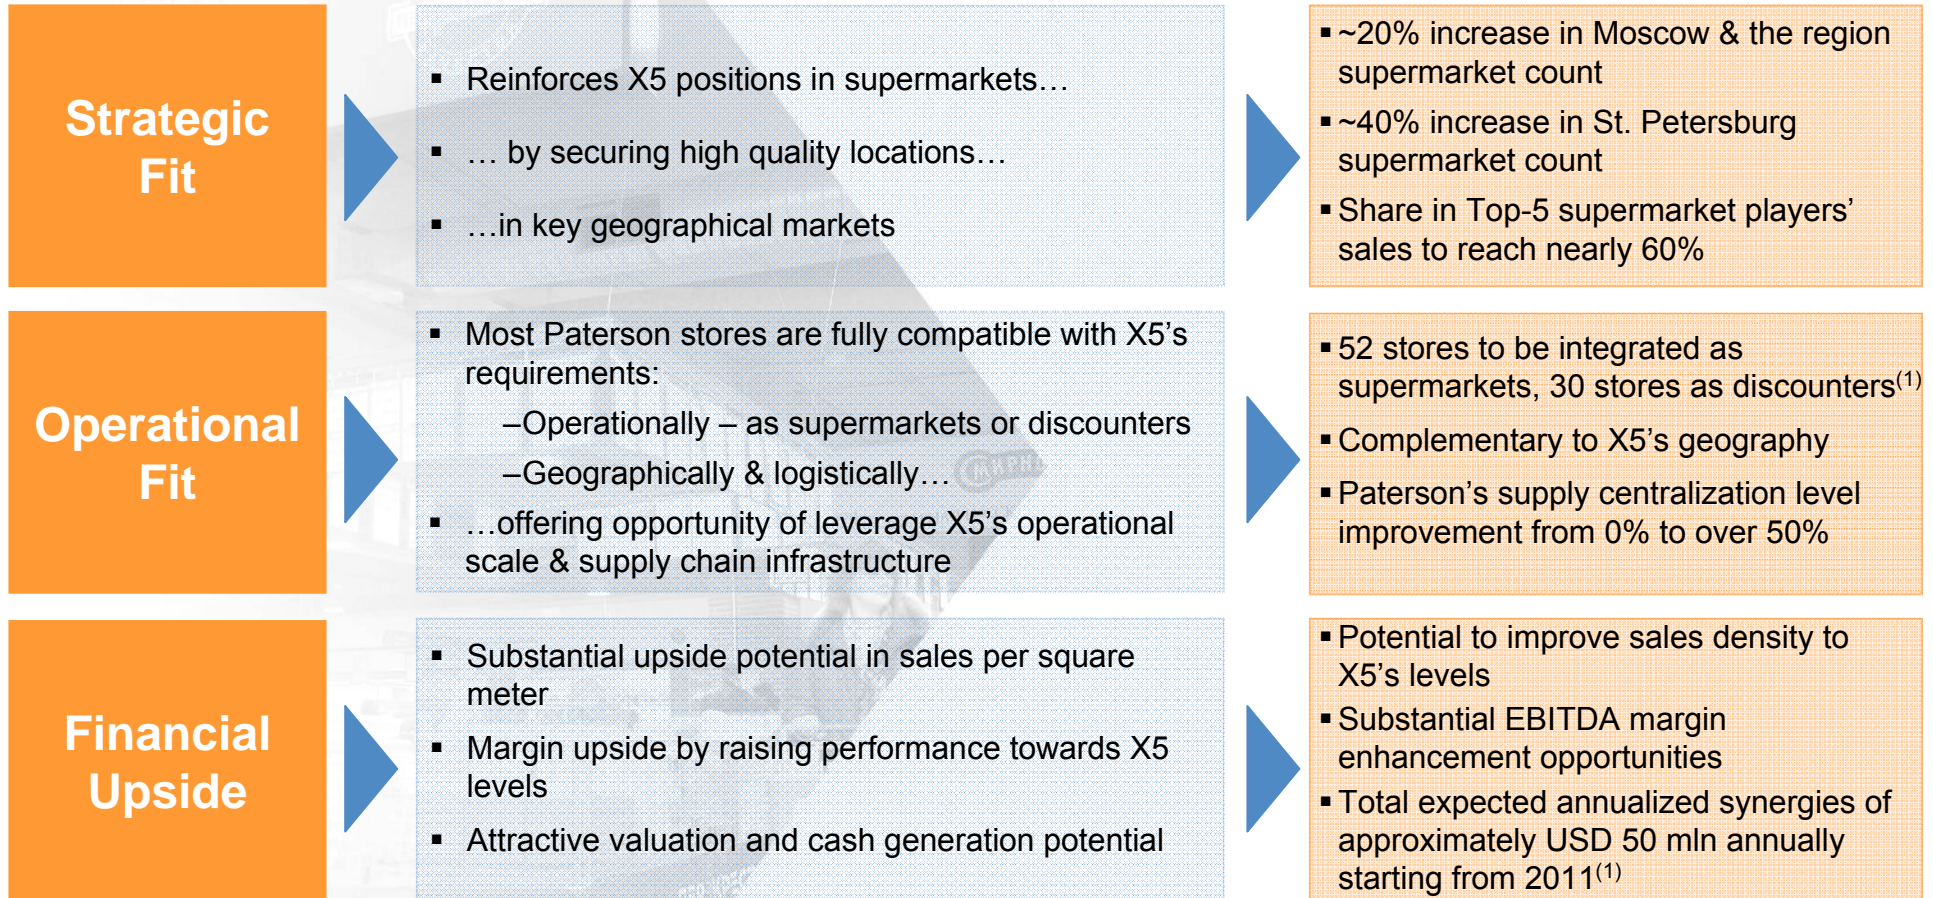 Strategic
Fit
▪ Reinforces X5 positions in supermarkets…
▪ … by securing high quality locations…
▪ …in key geographical markets
▪ ~20% increase in Moscow & the region
supermarket count
▪ ~40% increase in St. Petersburg
supermarket count
▪ Share in Top-5 supermarket players’
sales to reach nearly 60%
Operational
Fit
▪ Most Paterson stores are fully compatible with X5’s
requirements:
–Operationally – as supermarkets or discounters
–Geographically & logistically…
▪ …offering opportunity of leverage X5’s operational
scale & supply chain infrastructure
▪ 52 stores to be integrated as
supermarkets, 30 stores as discounters(1)
▪ Complementary to X5’s geography
▪ Paterson’s supply centralization level
improvement from 0% to over 50%
Financial
Upside
▪ Substantial upside potential in sales per square
meter
▪ Margin upside by raising performance towards X5
levels
▪ Attractive valuation and cash generation potential
▪ Potential to improve sales density to
X5’s levels
▪ Substantial EBITDA margin
enhancement opportunities
▪ Total expected annualized synergies of
approximately USD 50 mln annually
starting from 2011(1)